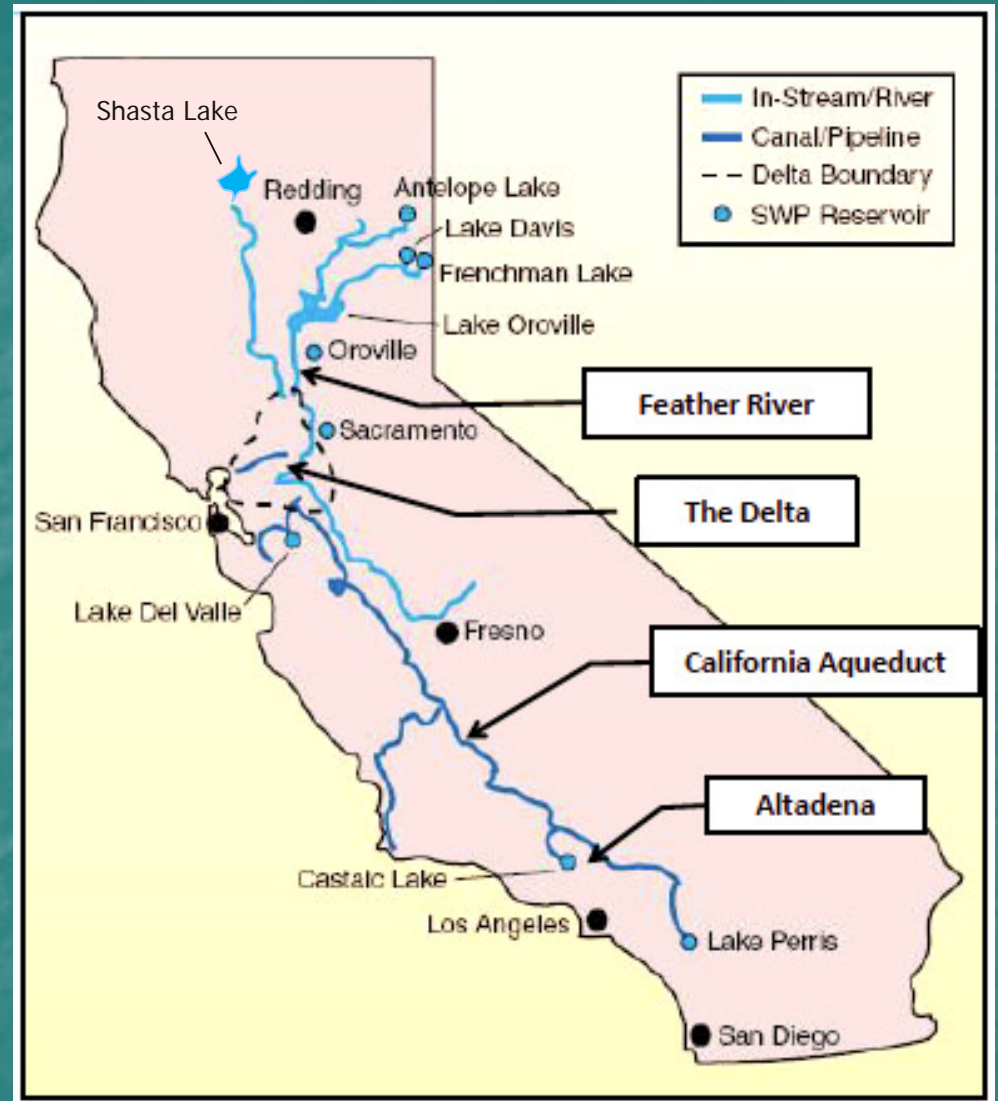 Shasta Lake
In-Stream/River
Canal/Pipeline
Delta Boundary
SWP Reservoir
Redding
Antelope Lake
Lake Davis
Frenchman Lake
Lake Oroville
Oroville
Feather River
Sacramento
The Delta
San Francisco
Lake Del Valle
Fresno
California Aqueduct
Altadena
Castaic Lake
Los Angeles
Lake Perris
San Diego